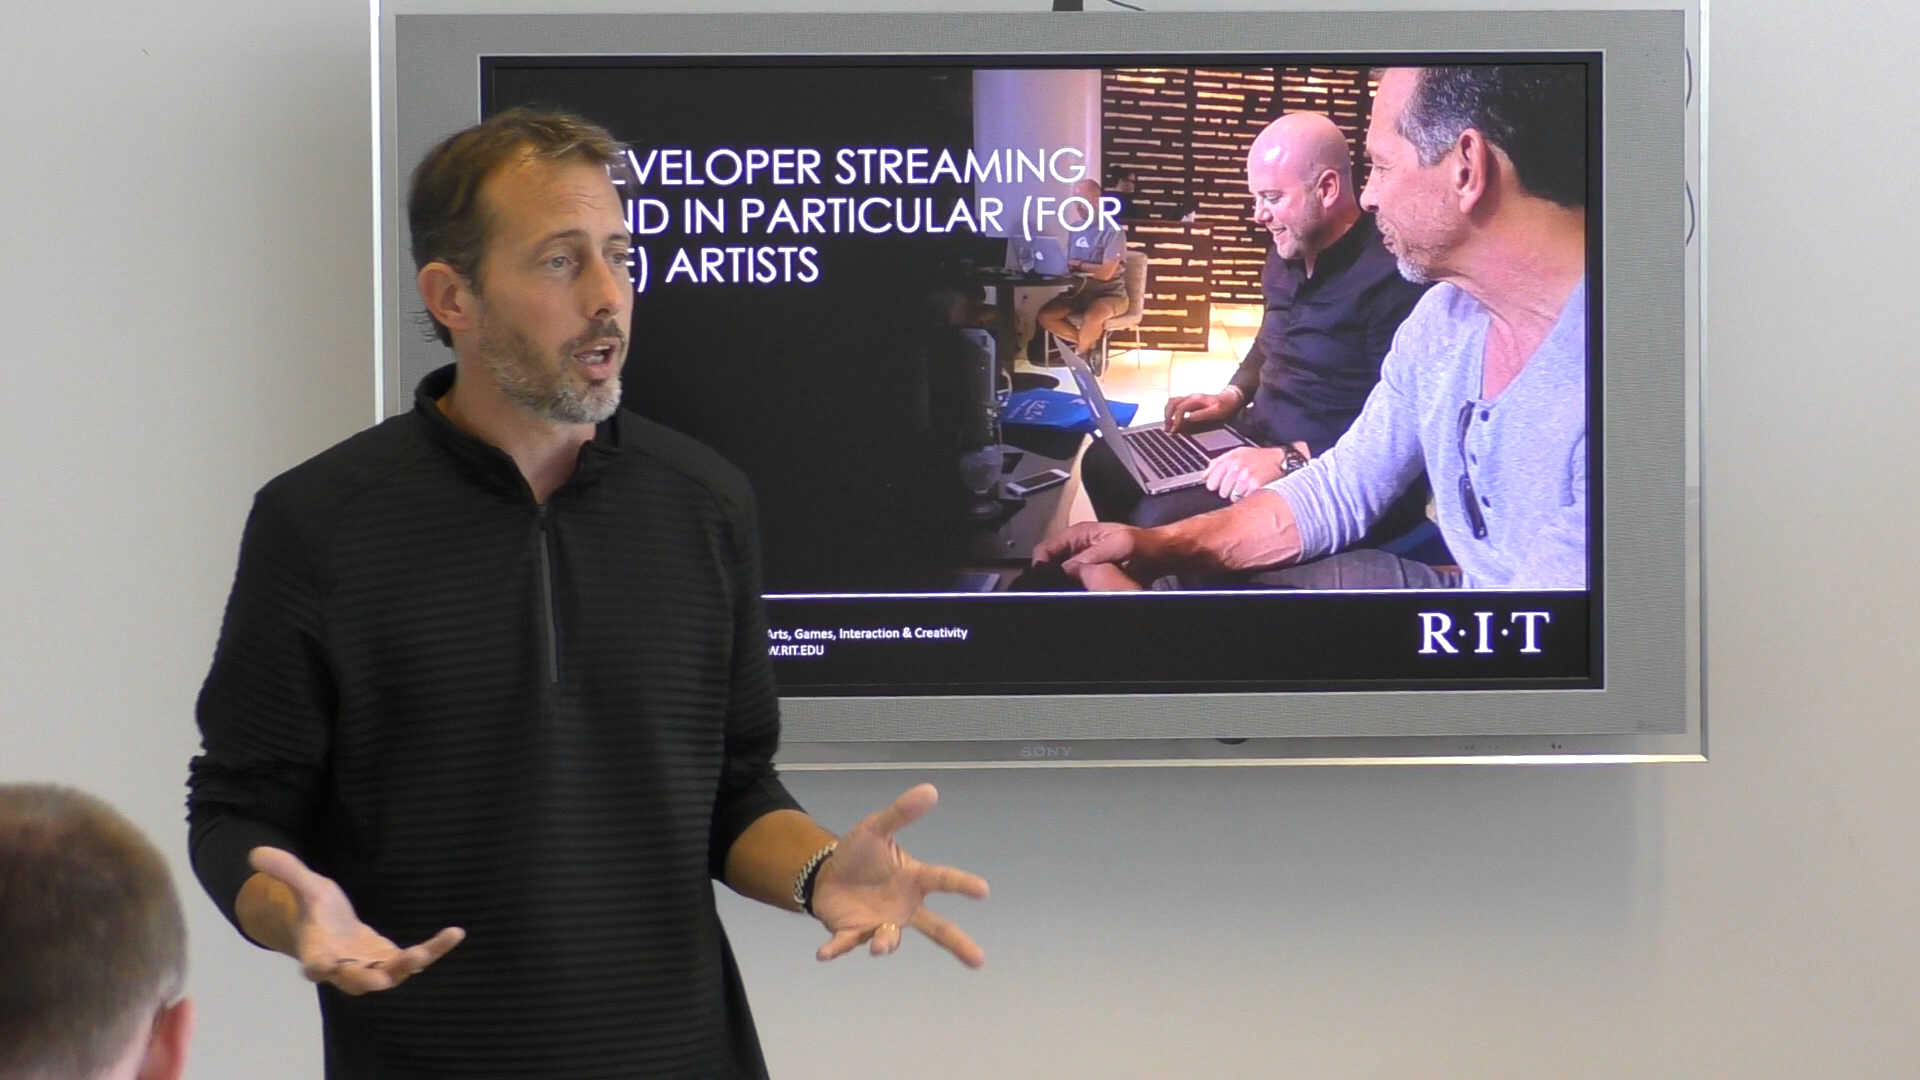 EVELOPER STREAMING
ND IN PARTICULAR (FOR
E) ARTISTS
Arts, Games, Interaction & Creativity
W.RIT.EDU
R·I·T
SONY